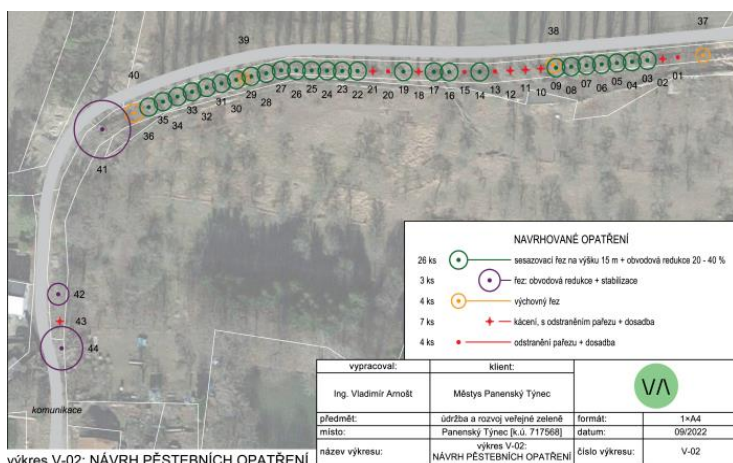 37
38
39
40
36 35 34 33 32 31 30 29 28 27 26 25 24 23 22 21 20 19 18 17 16 15 14 13 12 11 10 09 08 07 06 05 04 03 02 01
41
42
43
44
komunikace
NAVRHOVANÉ OPATŘENÍ
26 ks sesazovací řez na výšku 15 m + obvodová redukce 20 - 40 %
3 ks řez: obvodová redukce + stabilizace
4 ks výchovný řez
7 ks kácení, s odstraněním pařezu + dosadba
4 ks odstranění pařezu + dosadba
vypracoval: klient:
Ing. Vladimír Arnošt Městys Panenský Týnec
předmět: údržba a rozvoj veřejné zeleně formát: 1×A4
místo: Panenský Týnec [k.ú. 717568] datum: 09/2022
název výkresu: výkres V-02: NÁVRH PĚSTEBNÍCH OPATŘENÍ číslo výkresu: V-02
výkres V-02: NÁVRH PĚSTEBNÍCH OPATŘENÍ